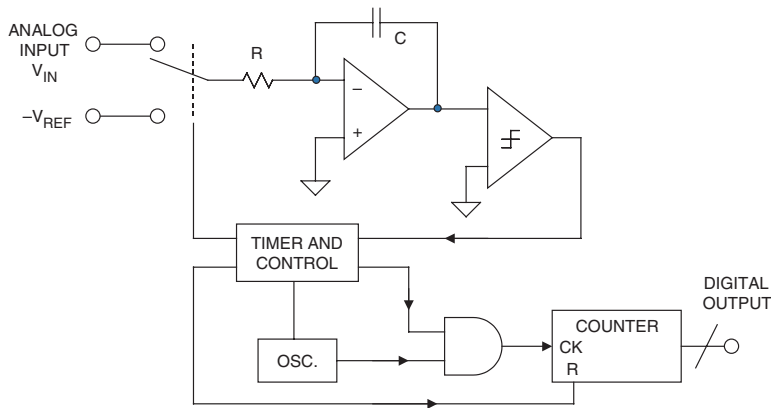 ANALOG
INPUT
V_IN
–V_REF
R
C
–
+
TIMER AND
CONTROL
OSC.
COUNTER
CK
R
DIGITAL
OUTPUT